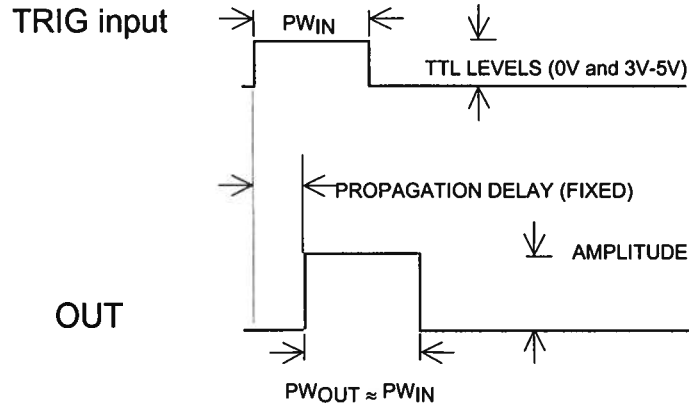 TRIG input
PWIN
TTL LEVELS (0V and 3V-5V)
PROPAGATION DELAY (FIXED)
AMPLITUDE
OUT
PWOUT ≈ PWIN